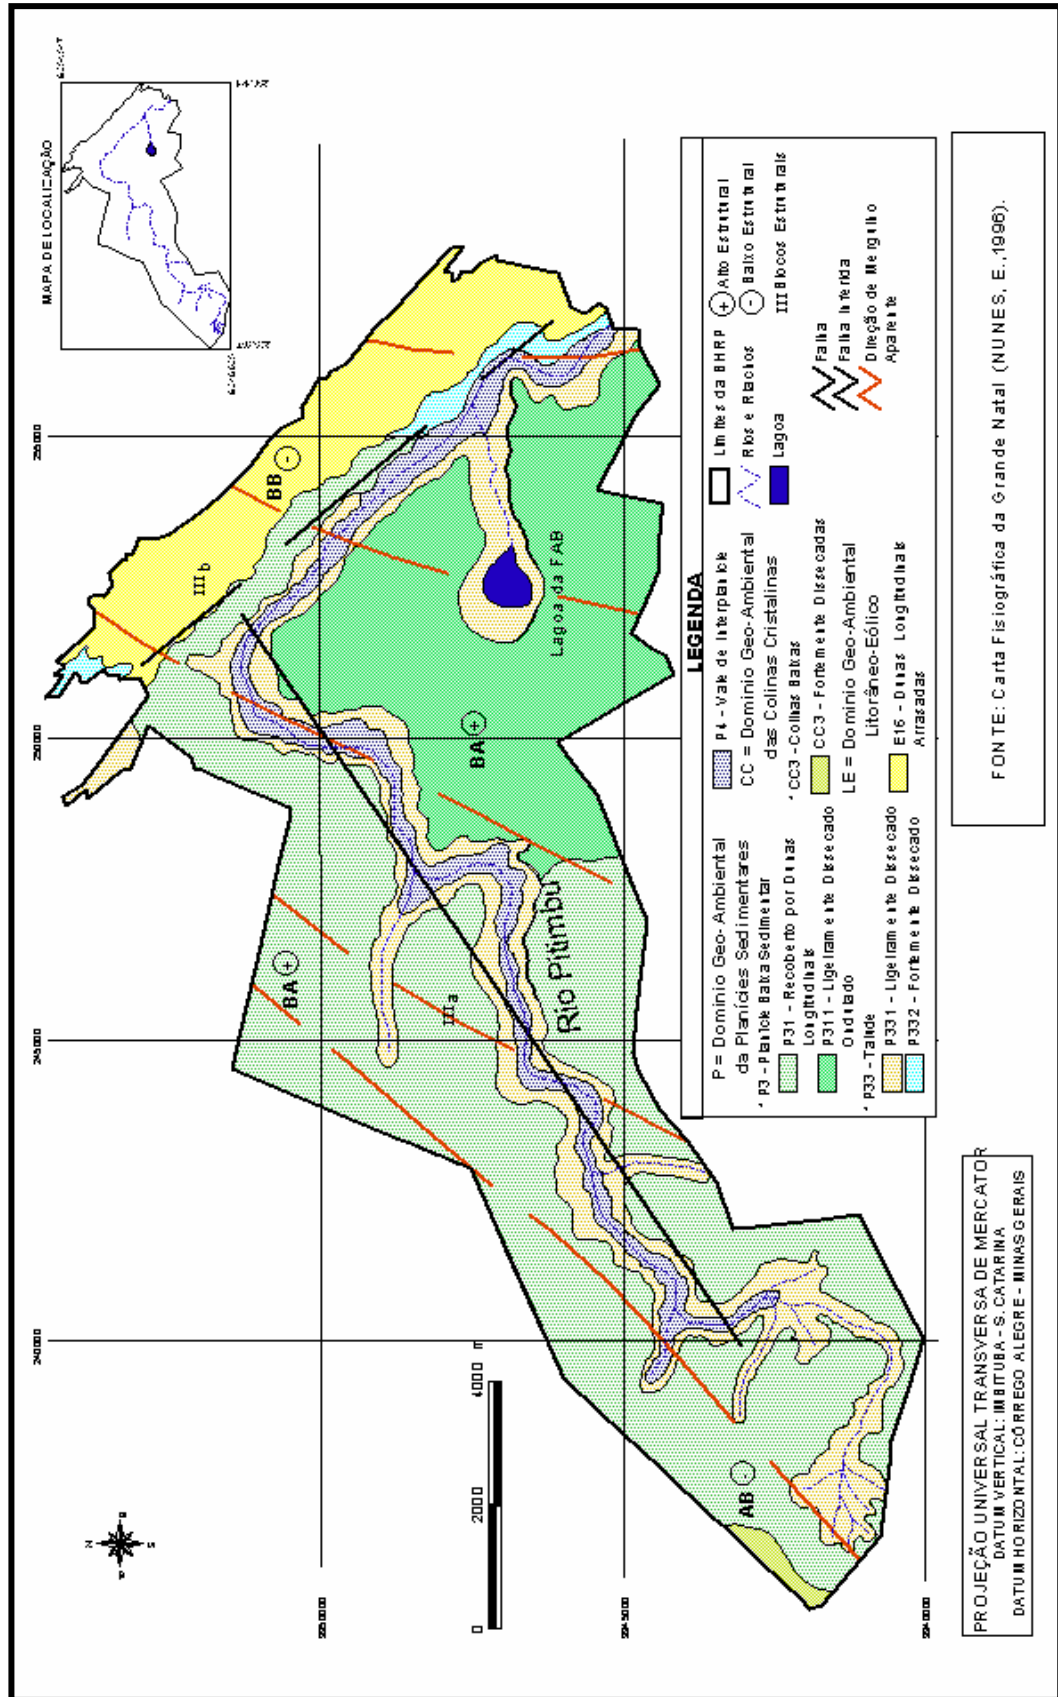 MAPA DE LOCALIZAÇÃO
255000
250000
245000
240000
BB
-
III b
BA
+
Lagoa da FAB
BA
+
III a
Rio Pitimbu
AB
-
0 2000 4000 m
LEGENDA
P = Domínio Geo-Ambiental
da Planícies Sedimentares
* P3 - Planície Baixa Sedimentar
P31 - Recoberto por Dunas
Longitudinais
P311 - Ligeiramente Dissecado
Ondulado
* P33 - Talude
P331 - Ligeiramente Dissecado
P332 - Fortemente Dissecado
P4 - Vale de Interplanície
CC = Domínio Geo-Ambiental
das Colinas Cristalinas
* CC3 - Colinas Baixas
CC3 - Fortemente Dissecadas
LE = Domínio Geo-Ambiental
Litorâneo-Eólico
E16 - Dunas Longitudinais
Arrasadas
Limites da BHRP
Rios e Riachos
Lagoa
+ Alto Estrutural
- Baixo Estrutural
III Blocos Estruturais
Falha
Falha Inferida
Direção de Mergulho
Aparente
PROJEÇÃO UNIVERSAL TRANSVERSA DE MERCATOR
DATUM VERTICAL: IMBITUBA - S. CATARINA
DATUM HORIZONTAL: CÓRREGO ALEGRE - MINAS GERAIS
FONTE: Carta Fisiográfica da Grande Natal (NUNES, E.,1996).